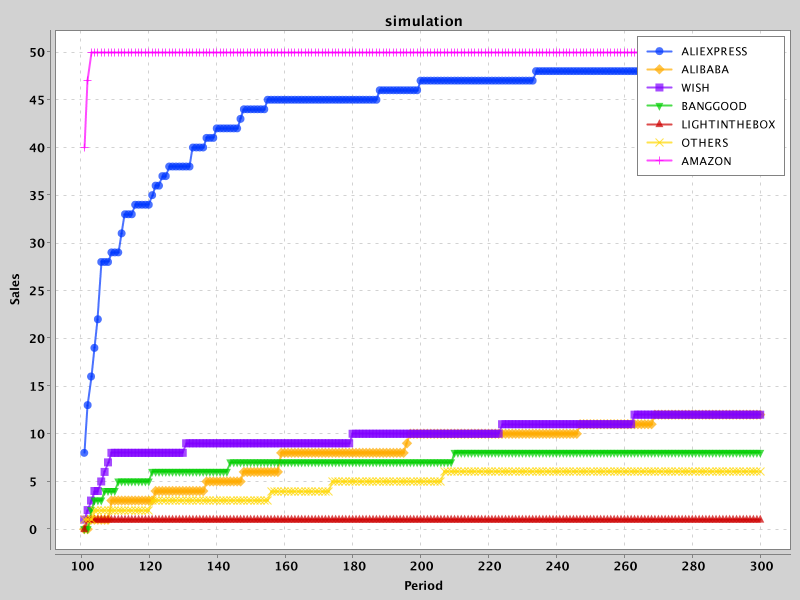 simulation
50
45
40
35
30
25
20
15
10
5
0
Sales
100 120 140 160 180 200 220 240 260 280 300
Period
ALIEXPRESS
ALIBABA
WISH
BANGGOOD
LIGHTINTHEBOX
OTHERS
AMAZON